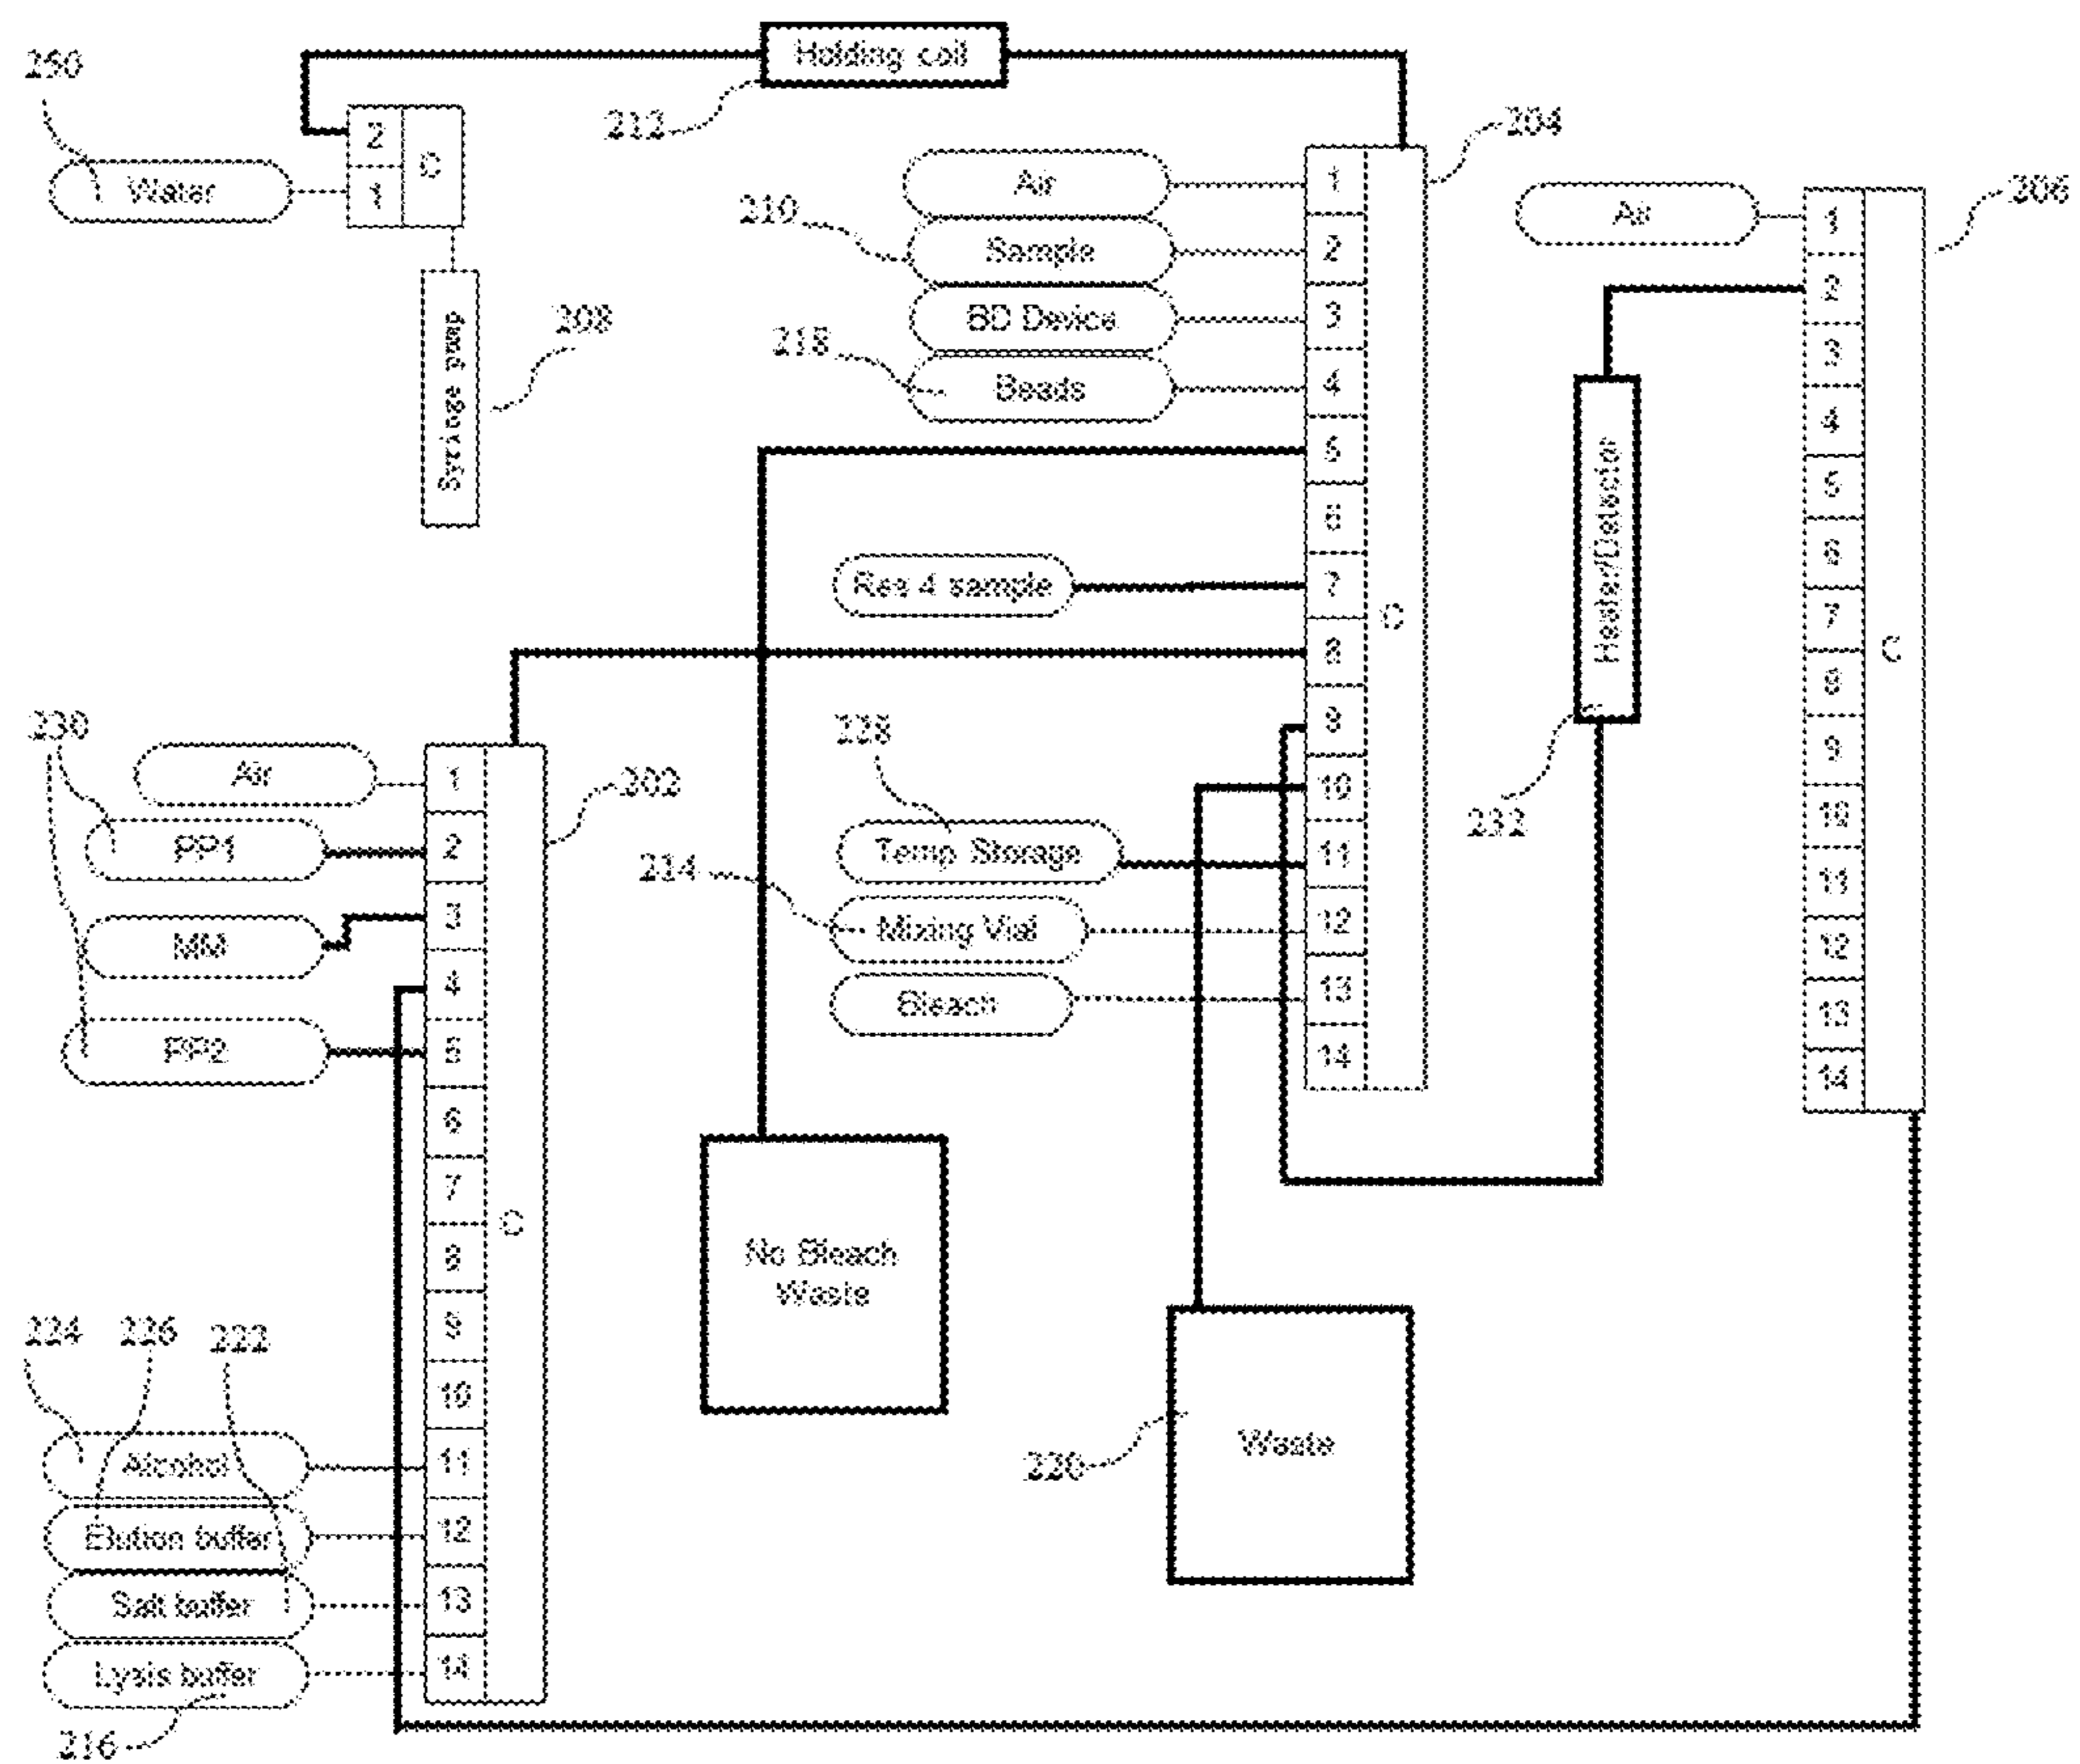 Holding coil
250
212
204
2
C
Water
1
Air
1
206
210
Sample
2
Air
1
208
BD Device
3
2
218
Beads
4
3
Syringe pump
5
4
Heater/Detector
5
6
6
Res 4 sample
7
7
C
8
C
8
230
228
9
9
Air
1
202
10
10
232
PP1
2
Temp Storage
11
11
214
MM
3
Mixing Vial
12
12
4
Bleach
13
13
PP2
5
14
14
6
7
C
8
No Bleach
Waste
9
224
226
222
10
Alcohol
11
220
Waste
Elution buffer
12
Salt buffer
13
Lysis buffer
14
216